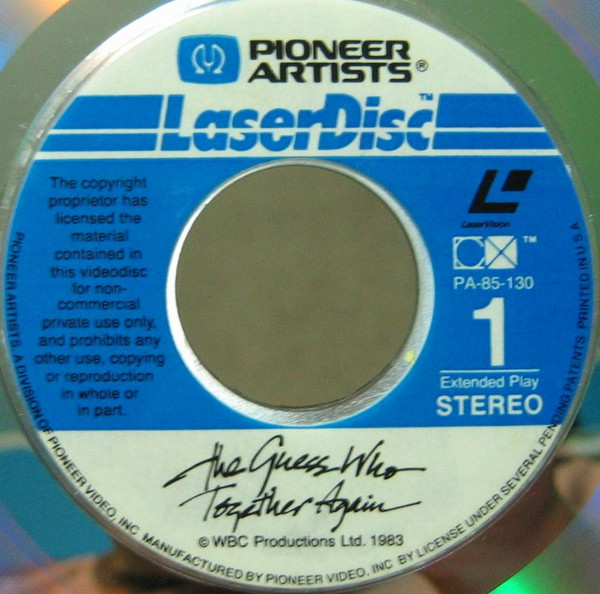 PIONEER
ARTISTS®
LaserDisc™
The copyright
proprietor has
licensed the
material
contained in
this videodisc
for non-
commercial
private use only,
and prohibits any
other use, copying
or reproduction
in whole or
in part.
LaserVision
CX™
PA-85-130
1
Extended Play
STEREO
The Guess Who
Together Again
© WBC Productions Ltd. 1983
PIONEER ARTISTS, A DIVISION OF PIONEER VIDEO, INC. MANUFACTURED BY PIONEER VIDEO, INC. BY LICENSE UNDER SEVERAL PENDING PATENTS PRINTED IN U.S.A.